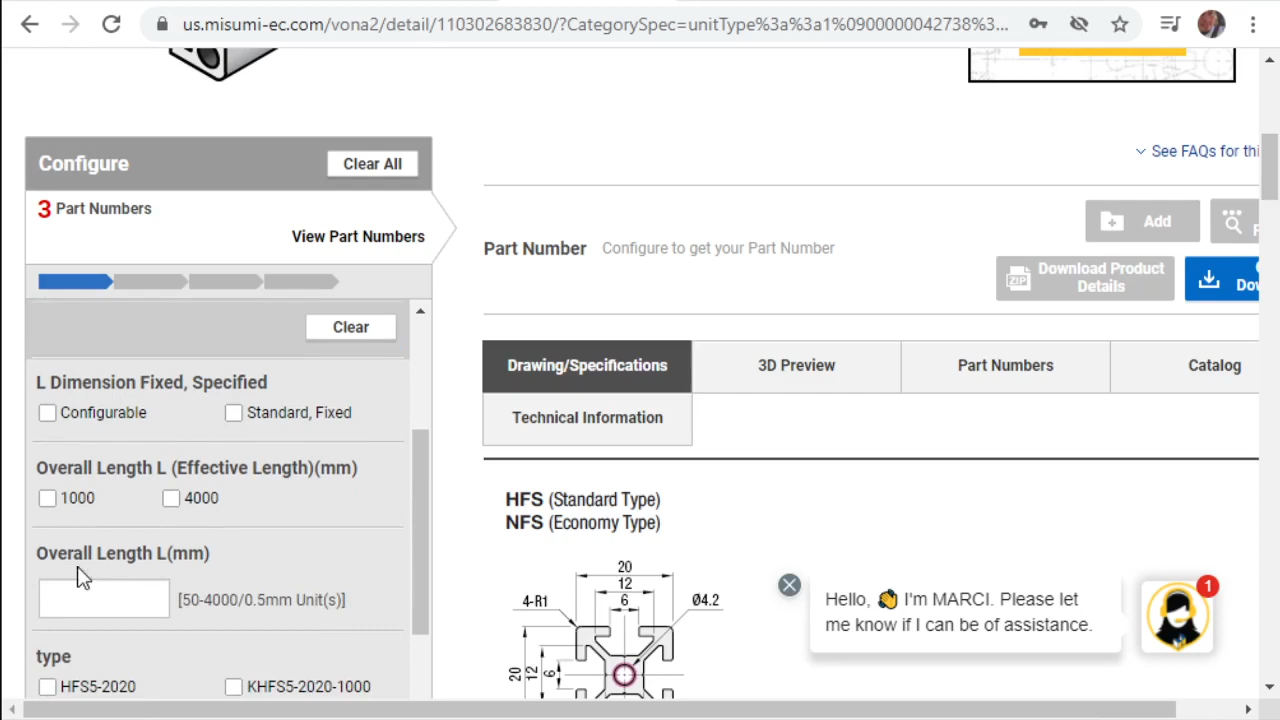 us.misumi-ec.com/vona2/detail/110302683830/?CategorySpec=unitType%3a%3a1%0900000042738%3...
Configure
Clear All
See FAQs for thi
3 Part Numbers
View Part Numbers
Part Number Configure to get your Part Number
Add
Download Product
Details
Dov
Clear
L Dimension Fixed, Specified
Configurable
Standard, Fixed
Overall Length L (Effective Length)(mm)
1000
4000
Overall Length L(mm)
[50-4000/0.5mm Unit(s)]
type
HFS5-2020
KHFS5-2020-1000
Drawing/Specifications
3D Preview
Part Numbers
Catalog
Technical Information
HFS (Standard Type)
NFS (Economy Type)
20
12
6
4-R1
Ø4.2
20
12
6
Hello, 👋 I'm MARCI. Please let
me know if I can be of assistance.
1